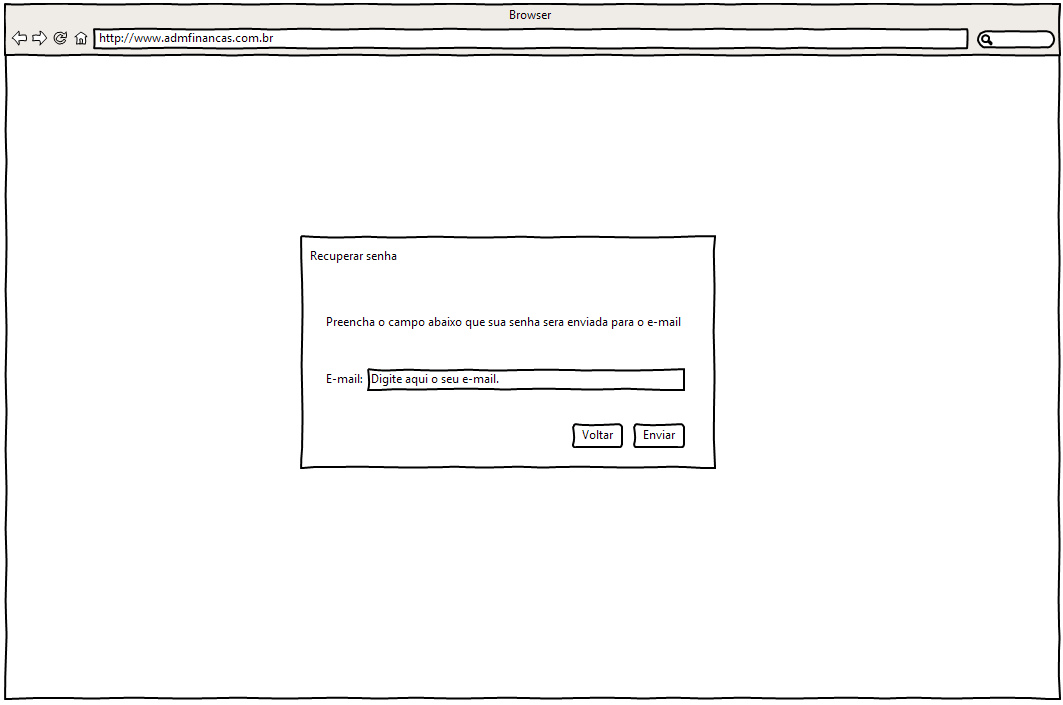 Browser
http://www.admfinancas.com.br
Recuperar senha
Preencha o campo abaixo que sua senha sera enviada para o e-mail
E-mail: Digite aqui o seu e-mail.
Voltar Enviar